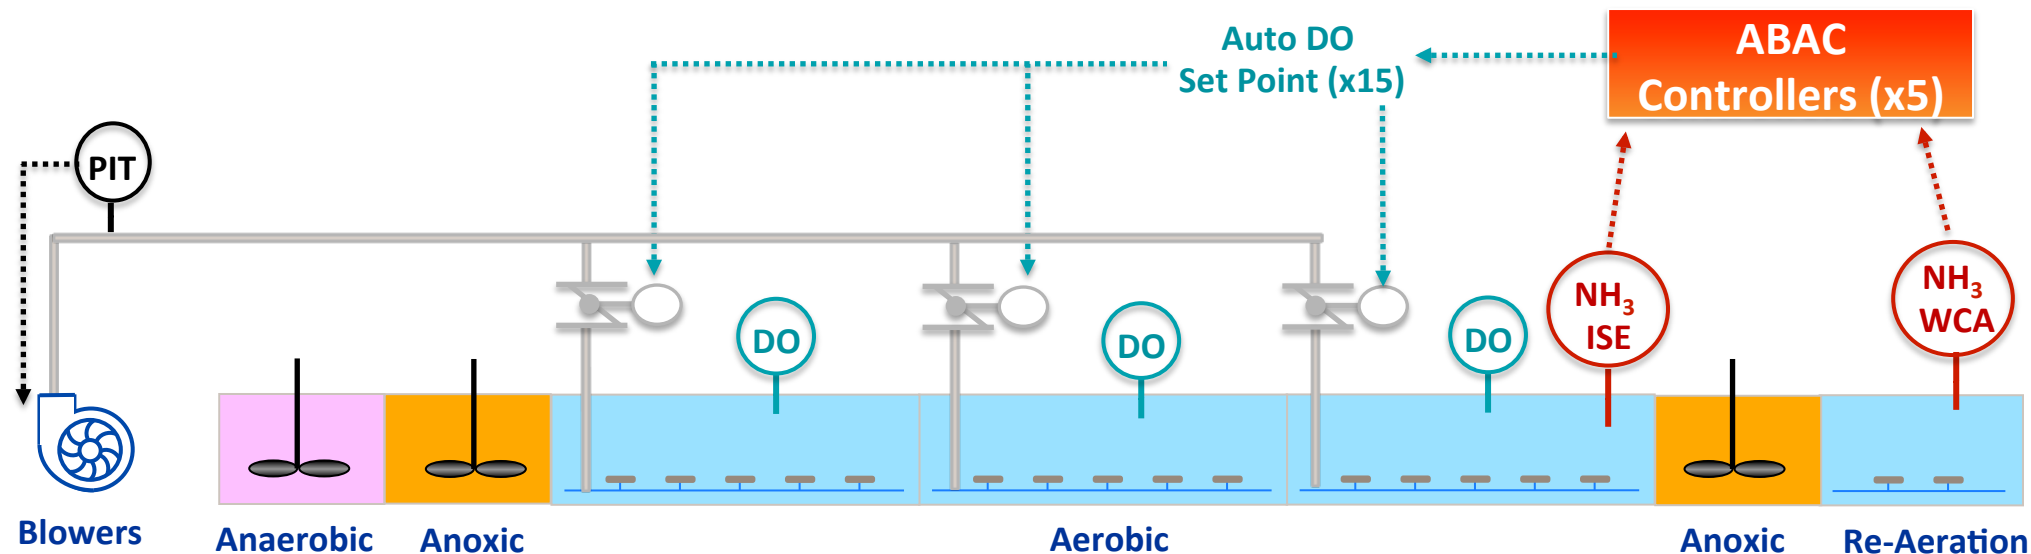 Auto DO
Set Point (x15)
ABAC
Controllers (x5)
PIT
DO
DO
DO
NH₃
ISE
NH₃
WCA
Blowers
Anaerobic
Anoxic
Aerobic
Anoxic
Re-Aeration